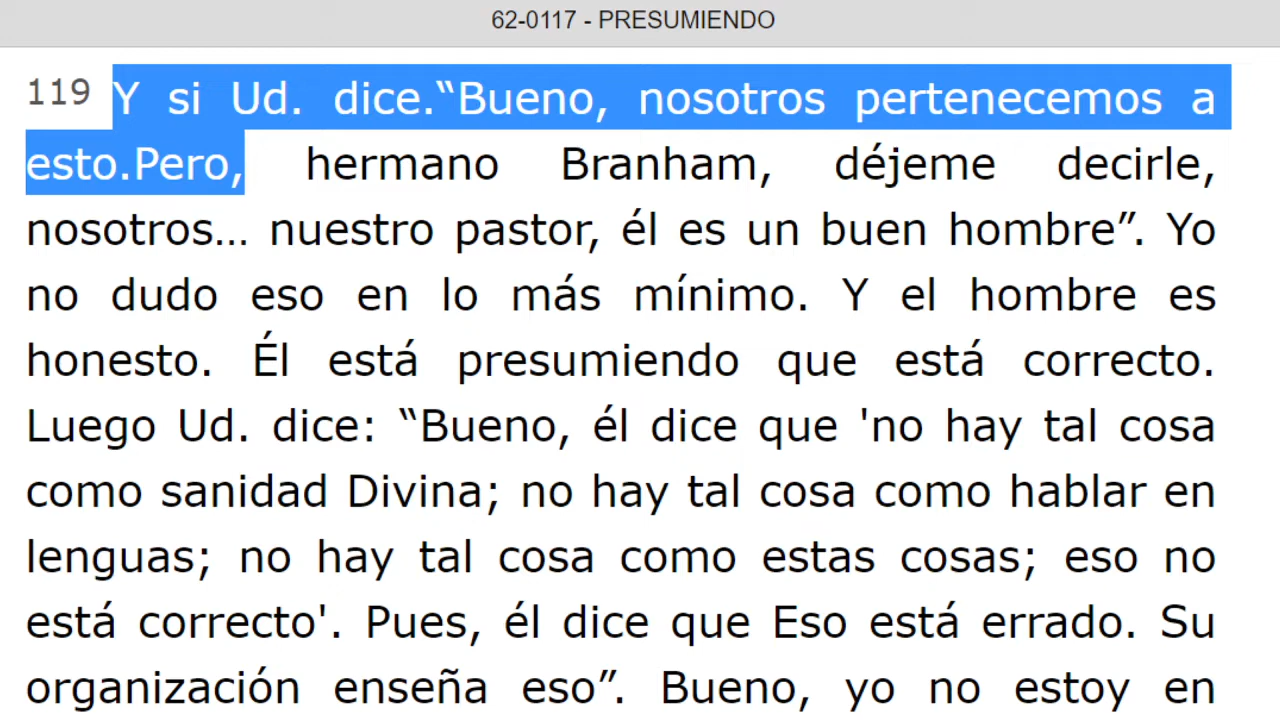 62-0117 - PRESUMIENDO
119 Y si Ud. dice.“Bueno, nosotros pertenecemos a
esto.Pero, hermano Branham, déjeme decirle,
nosotros… nuestro pastor, él es un buen hombre”. Yo
no dudo eso en lo más mínimo. Y el hombre es
honesto. Él está presumiendo que está correcto.
Luego Ud. dice: “Bueno, él dice que 'no hay tal cosa
como sanidad Divina; no hay tal cosa como hablar en
lenguas; no hay tal cosa como estas cosas; eso no
está correcto'. Pues, él dice que Eso está errado. Su
organización enseña eso”. Bueno, yo no estoy en